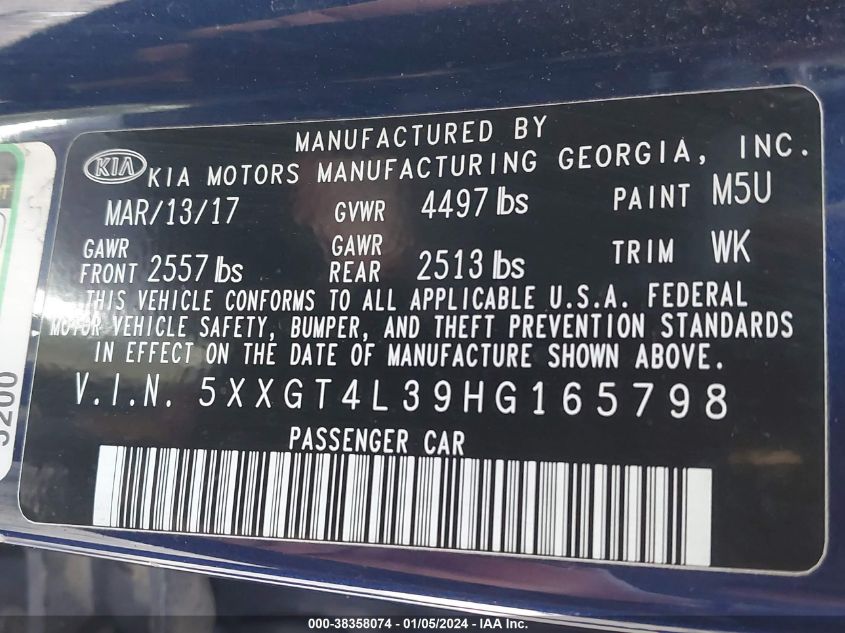 MANUFACTURED BY
KIA KIA MOTORS MANUFACTURING GEORGIA, INC.
MAR/13/17 GVWR 4497 lbs PAINT M5U
GAWR FRONT 2557 lbs GAWR REAR 2513 lbs TRIM WK
THIS VEHICLE CONFORMS TO ALL APPLICABLE U.S.A. FEDERAL
MOTOR VEHICLE SAFETY, BUMPER, AND THEFT PREVENTION STANDARDS
IN EFFECT ON THE DATE OF MANUFACTURE SHOWN ABOVE.
V.I.N. 5XXGT4L39HG165798
PASSENGER CAR
000-38358074 - 01/05/2024 - IAA Inc.